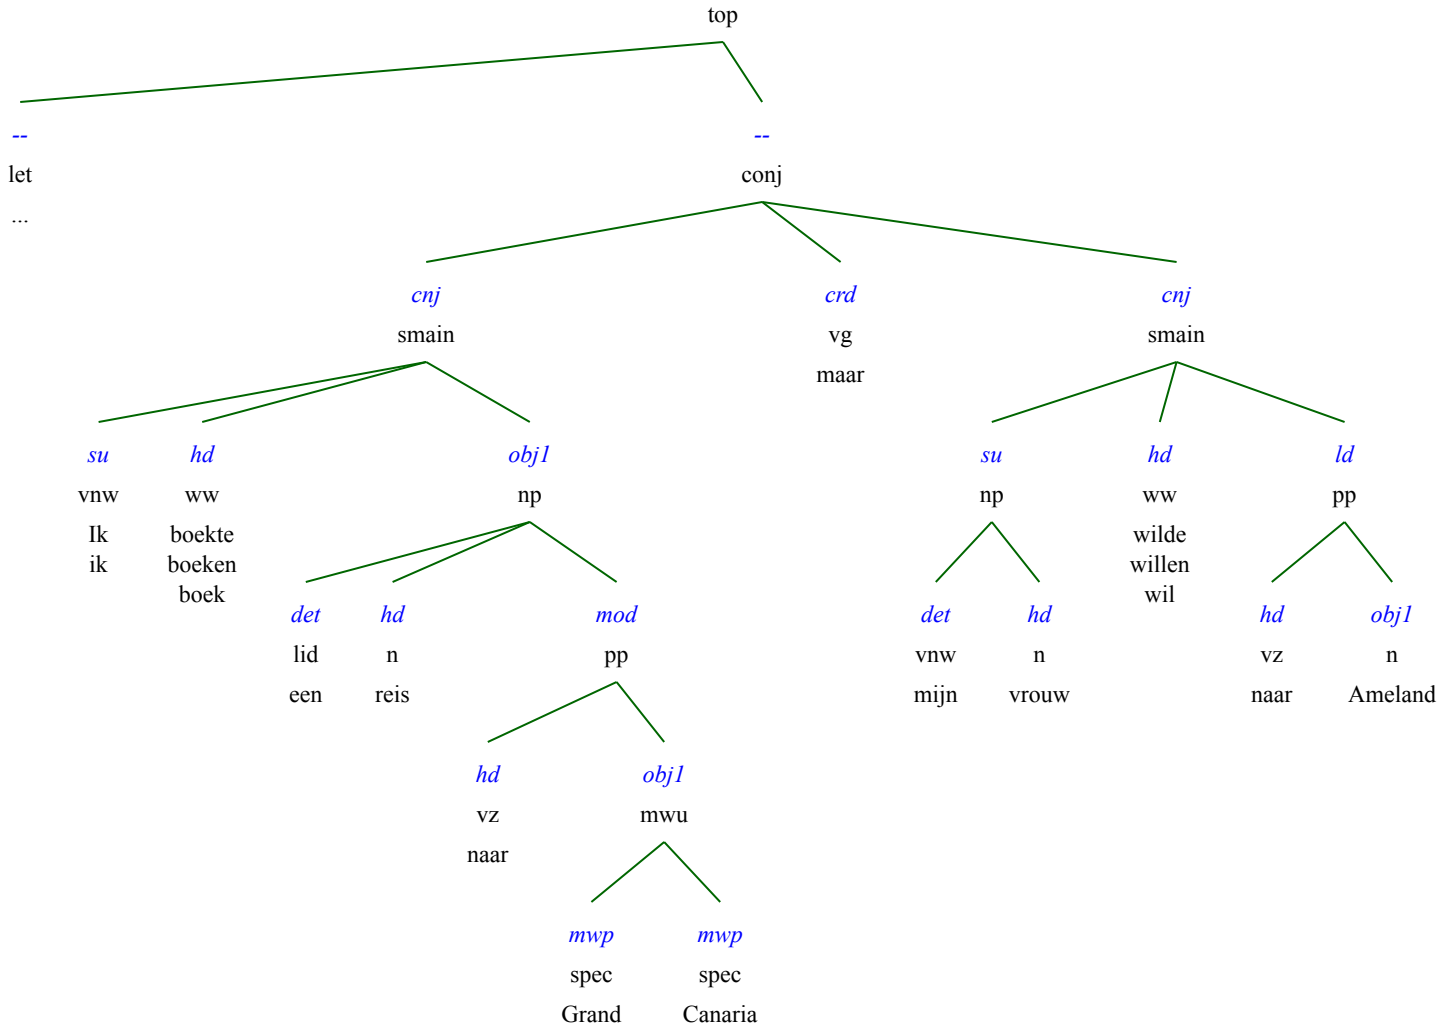 top
-- --
let conj
...
cnj crd cnj
smain vg smain
maar
su hd obj1 su hd ld
vnw ww np np ww pp
Ik boekte wilde
ik boeken willen
boek wil
det hd mod det hd hd obj1
lid n pp vnw n vz n
een reis mijn vrouw naar Ameland
hd obj1
vz mwu
naar
mwp mwp
spec spec
Grand Canaria